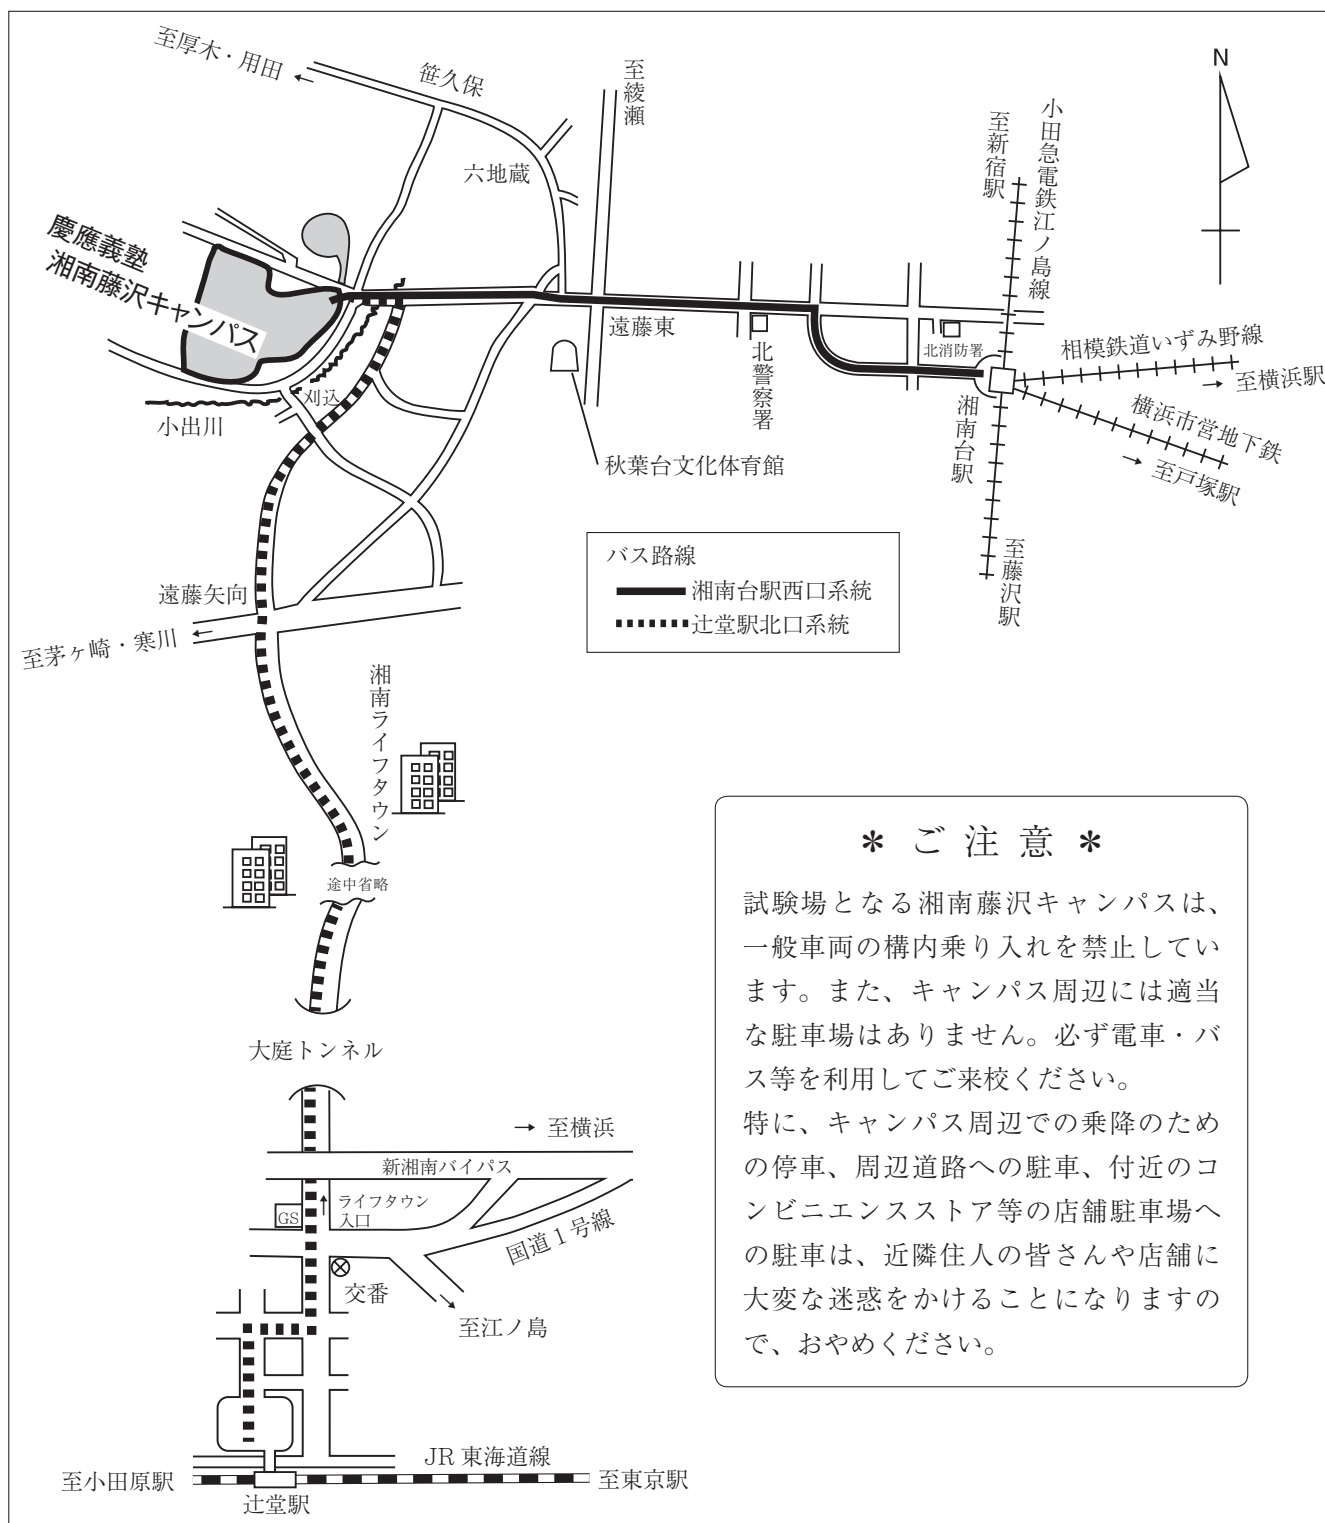 至厚木・用田
笹久保
至綾瀬
六地蔵
N
至新宿駅
小田急電鉄江ノ島線
慶應義塾
湘南藤沢キャンパス
遠藤東
北警察署
北消防署
相模鉄道いずみ野線
至横浜駅
横浜市営地下鉄
至戸塚駅
湘南台駅
至藤沢駅
刈込
小出川
秋葉台文化体育館
バス路線
湘南台駅西口系統
辻堂駅北口系統
遠藤矢向
至茅ヶ崎・寒川
湘南ライフタウン
途中省略
大庭トンネル
至横浜
新湘南バイパス
GS
ライフタウン
入口
国道1号線
交番
至江ノ島
JR東海道線
至小田原駅
至東京駅
辻堂駅
＊ご注意＊
試験場となる湘南藤沢キャンパスは、
一般車両の構内乗り入れを禁止してい
ます。また、キャンパス周辺には適当
な駐車場はありません。必ず電車・バ
ス等を利用してご来校ください。
特に、キャンパス周辺での乗降のため
の停車、周辺道路への駐車、付近のコ
ンビニエンスストア等の店舗駐車場へ
の駐車は、近隣住人の皆さんや店舗に
大変な迷惑をかけることになりますの
で、おやめください。